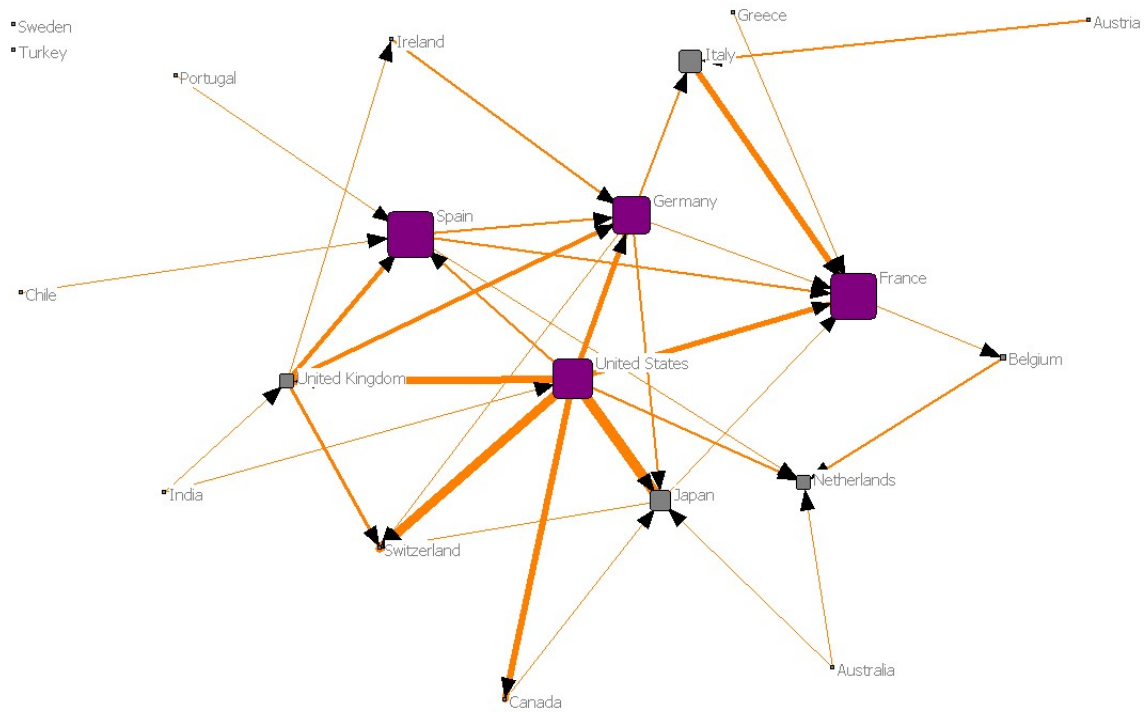 Greece
Austria
Sweden
Ireland
Turkey
Italy
Portugal
Germany
Spain
France
Chile
Belgium
United States
United Kingdom
Netherlands
India
Japan
Switzerland
Australia
Canada